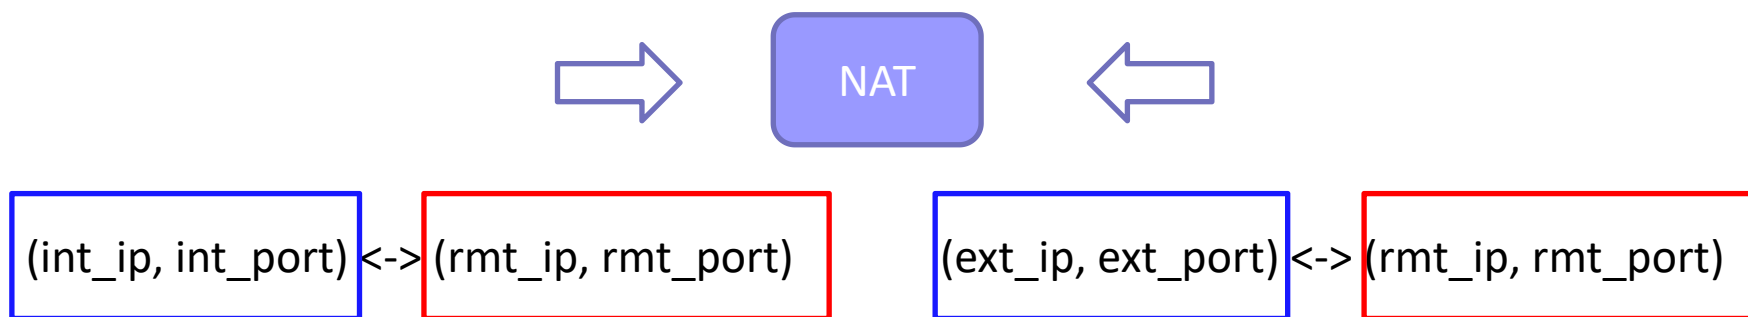 NAT
(int_ip, int_port) <-> (rmt_ip, rmt_port) (ext_ip, ext_port) <-> (rmt_ip, rmt_port)